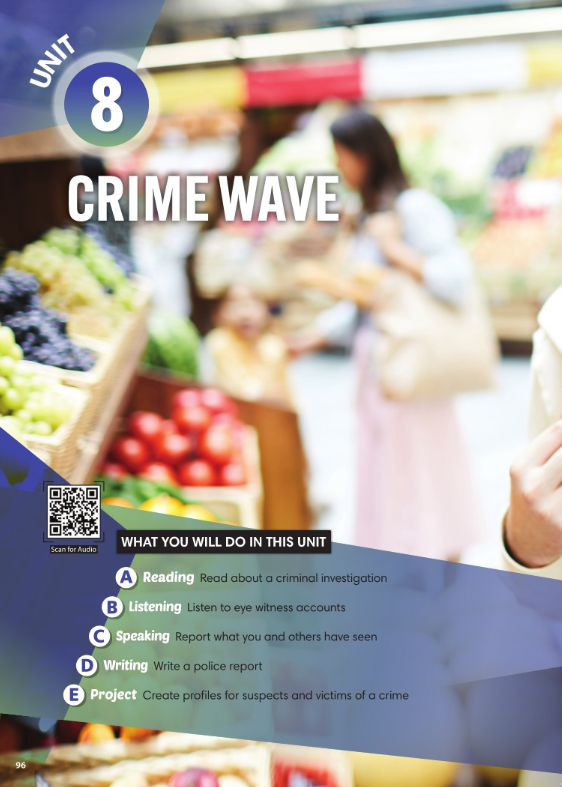 UNIT
8
CRIME WAVE
Scan for Audio
WHAT YOU WILL DO IN THIS UNIT
A Reading Read about a criminal investigation
B Listening Listen to eye witness accounts
C Speaking Report what you and others have seen
D Writing Write a police report
E Project Create profiles for suspects and victims of a crime
96